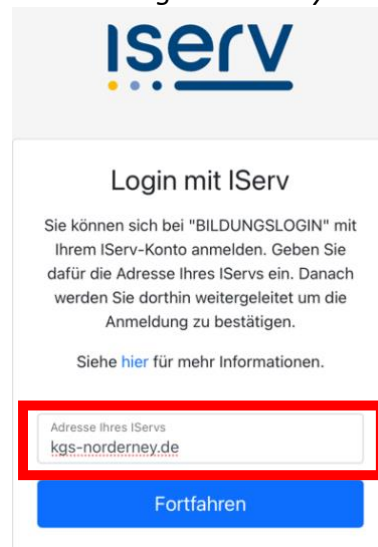 Iserv
Login mit IServ
Sie können sich bei "BILDUNGSLOGIN" mit
Ihrem IServ-Konto anmelden. Geben Sie
dafür die Adresse Ihres IServs ein. Danach
werden Sie dorthin weitergeleitet um die
Anmeldung zu bestätigen.
Siehe hier für mehr Informationen.
Adresse Ihres IServs
kgs-norderney.de
Fortfahren